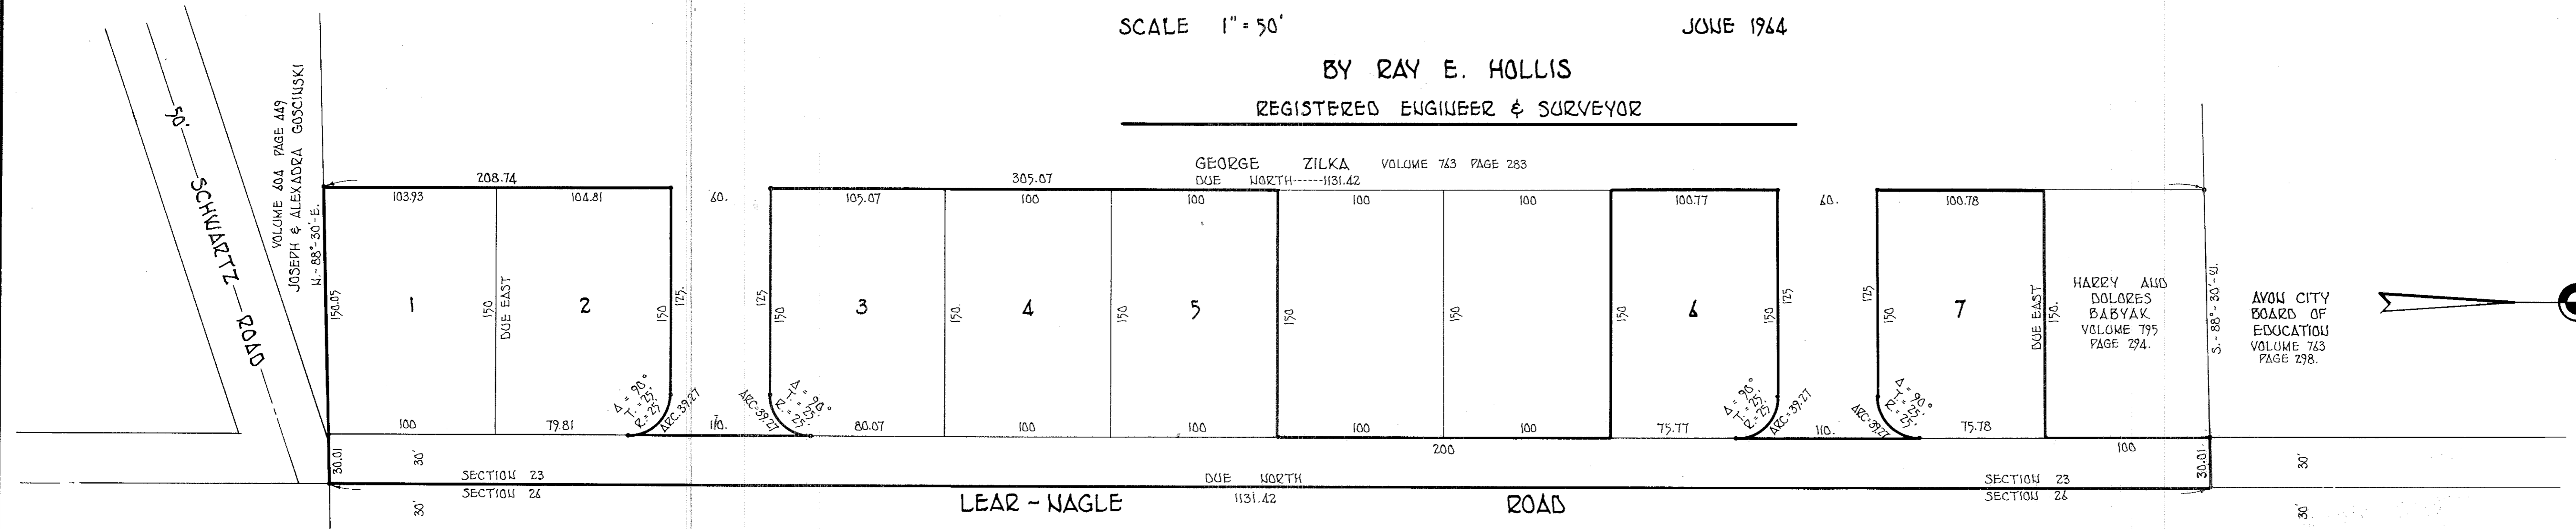 SCALE 1" = 50' JUNE 1964
BY RAY E. HOLLIS
REGISTERED ENGINEER & SURVEYOR
GEORGE ZILKA VOLUME 763 PAGE 283
DUE NORTH------1131.42
50' SCHWARTZ ROAD
VOLUME 604 PAGE 449
JOSEPH & ALEXADRA GOSCINSKI
N.-88°-30'-E.
208.74
305.07
103.93
104.81
60.
105.07
100
100
100
100
100.77
60.
100.78
150.05
1
150
DUE EAST
2
150
125.
125
150
3
150.
4
150
5
150
150
150
6
150
125
125
150
7
DUE EAST
150.
HARRY AND
DOLORES
BABYAK
VOLUME 795
PAGE 294.
S.-88°-30'-W.
AVON CITY
BOARD OF
EDUCATION
VOLUME 763
PAGE 298.
Δ = 90°
T. = 25'.
R. = 25'.
ARC. 39.27
ARC=39.27
Δ = 90°
T. = 25'.
R. = 25'
Δ = 90°
T. = 25'.
R. = 25'
ARC=39.27
ARC=39.27
Δ = 90°
T. = 25'.
R. = 25'
100
79.81
110.
80.07
100
100
100
100
75.77
110.
75.78
100
200
30.01
30'
SECTION 23
DUE NORTH
SECTION 23
30.01
30'
30'
SECTION 26
LEAR-NAGLE
1131.42
ROAD
SECTION 26
30'